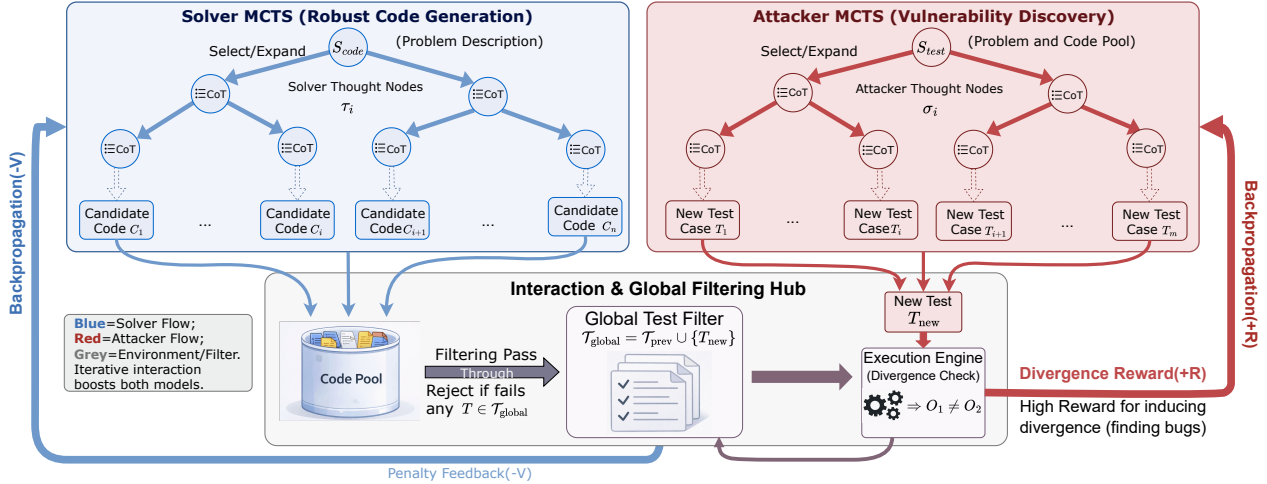 Solver MCTS (Robust Code Generation)
Select/Expand
S_code
(Problem Description)
CoT
Solver Thought Nodes
τ_i
CoT
CoT
CoT
CoT
CoT
Candidate
Code C_1
...
Candidate
Code C_i
Candidate
Code C_{i+1}
...
Candidate
Code C_n
Attacker MCTS (Vulnerability Discovery)
Select/Expand
S_test
(Problem and Code Pool)
CoT
Attacker Thought Nodes
σ_i
CoT
CoT
CoT
CoT
CoT
New Test
Case T_1
...
New Test
Case T_i
New Test
Case T_{i+1}
...
New Test
Case T_m
Backpropagation(-V)
Backpropagation(+R)
Interaction & Global Filtering Hub
Blue=Solver Flow;
Red=Attacker Flow;
Grey=Environment/Filter.
Iterative interaction
boosts both models.
Code Pool
Filtering Pass
Through
Reject if fails
any T ∈ 𝒯_global
Global Test Filter
𝒯_global = 𝒯_prev ∪ {T_new}
New Test
T_new
Execution Engine
(Divergence Check)
⇒ O_1 ≠ O_2
Divergence Reward(+R)
High Reward for inducing
divergence (finding bugs)
Penalty Feedback(-V)